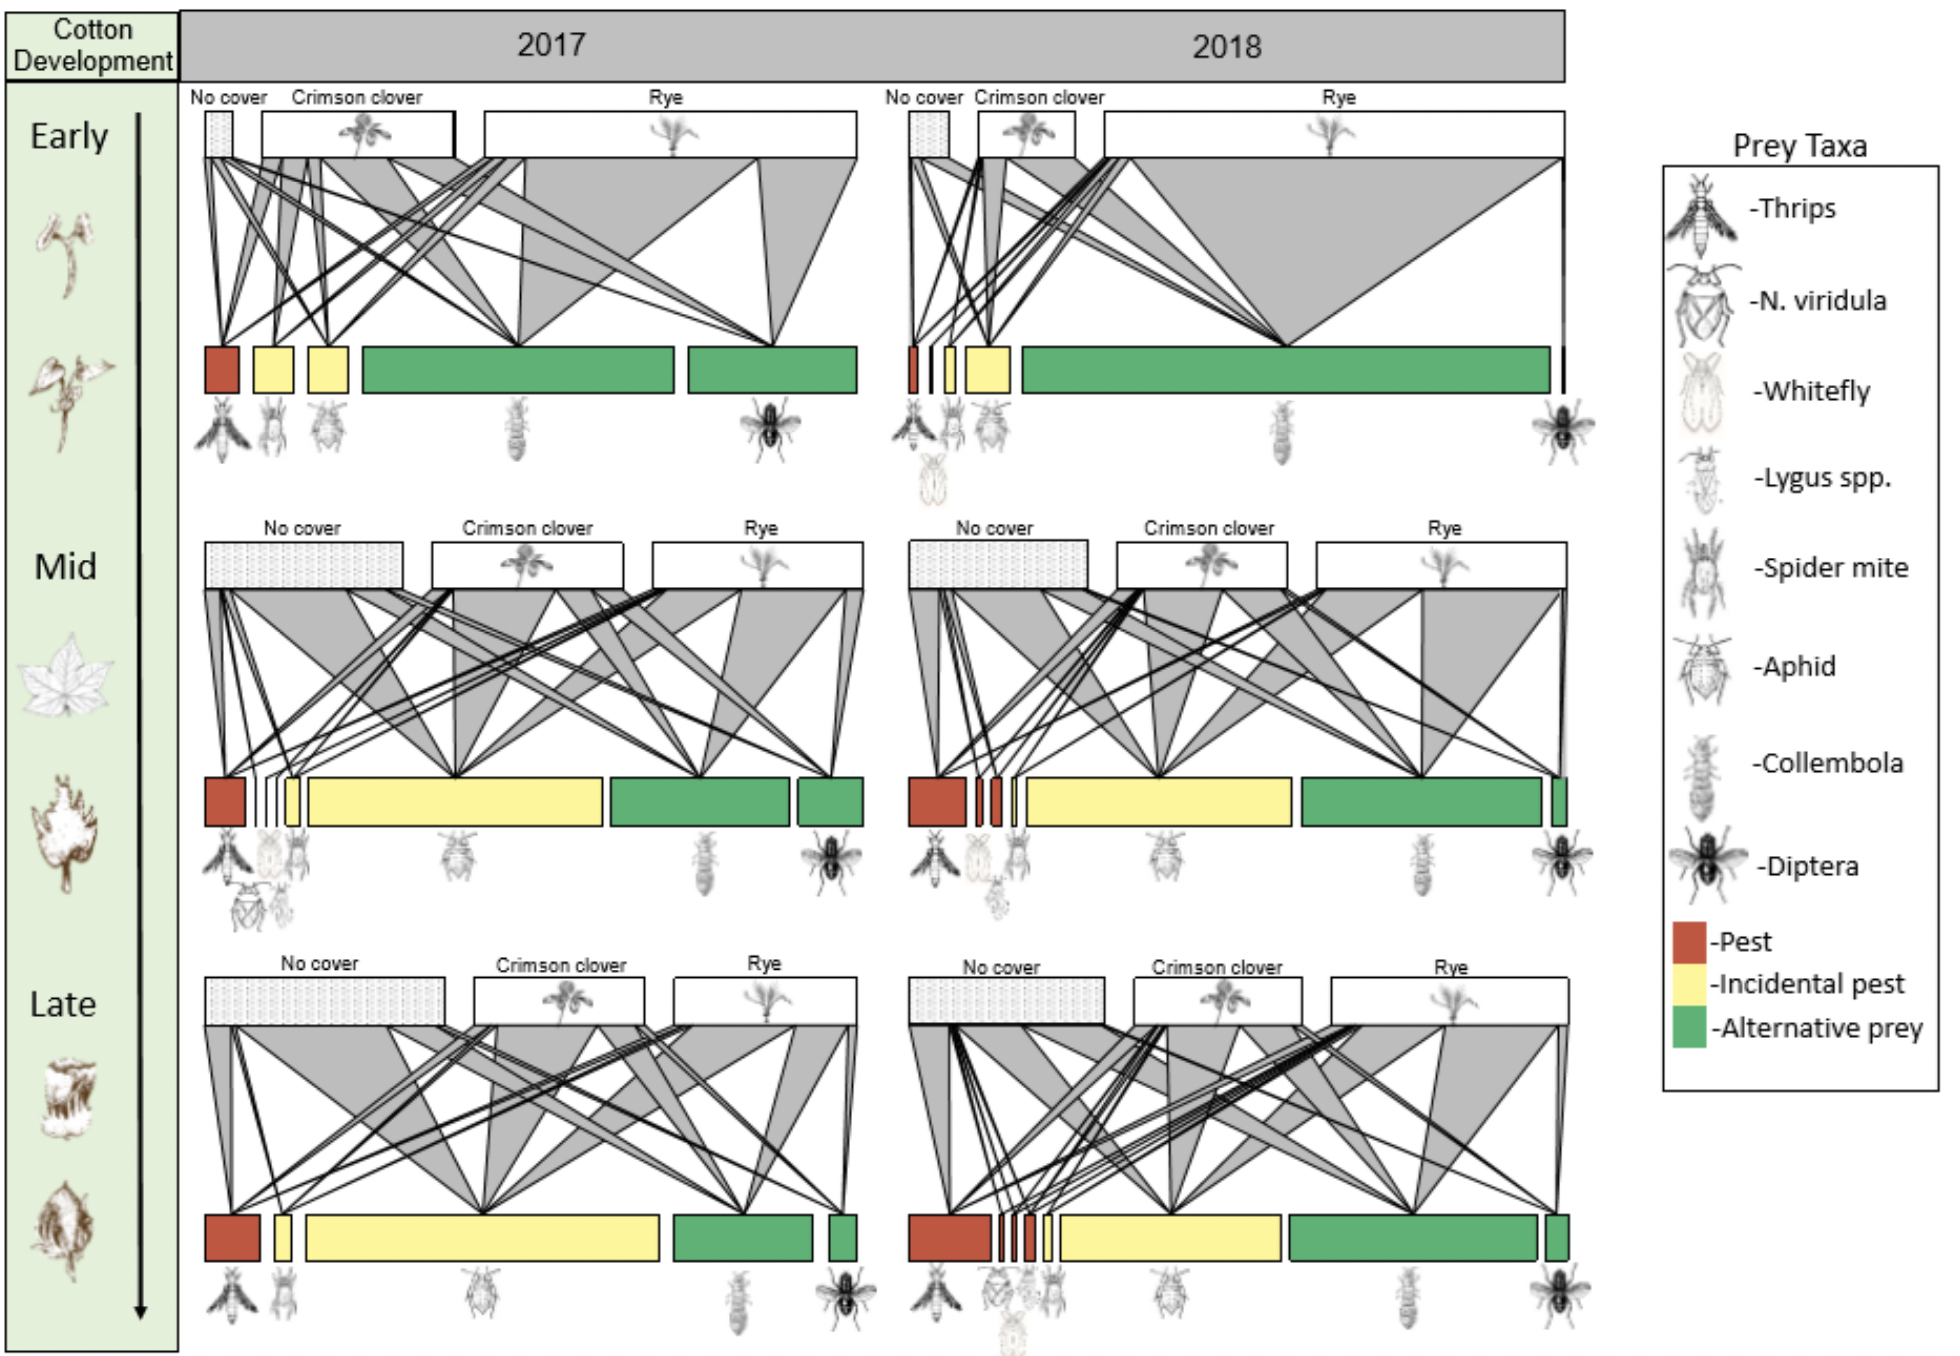 Cotton
Development
2017
2018
No cover
Crimson clover
Rye
No cover
Crimson clover
Rye
Early
Prey Taxa
-Thrips
-N. viridula
-Whitefly
-Lygus spp.
No cover
Crimson clover
Rye
No cover
Crimson clover
Rye
Mid
-Spider mite
-Aphid
-Collembola
-Diptera
-Pest
-Incidental pest
-Alternative prey
No cover
Crimson clover
Rye
No cover
Crimson clover
Rye
Late